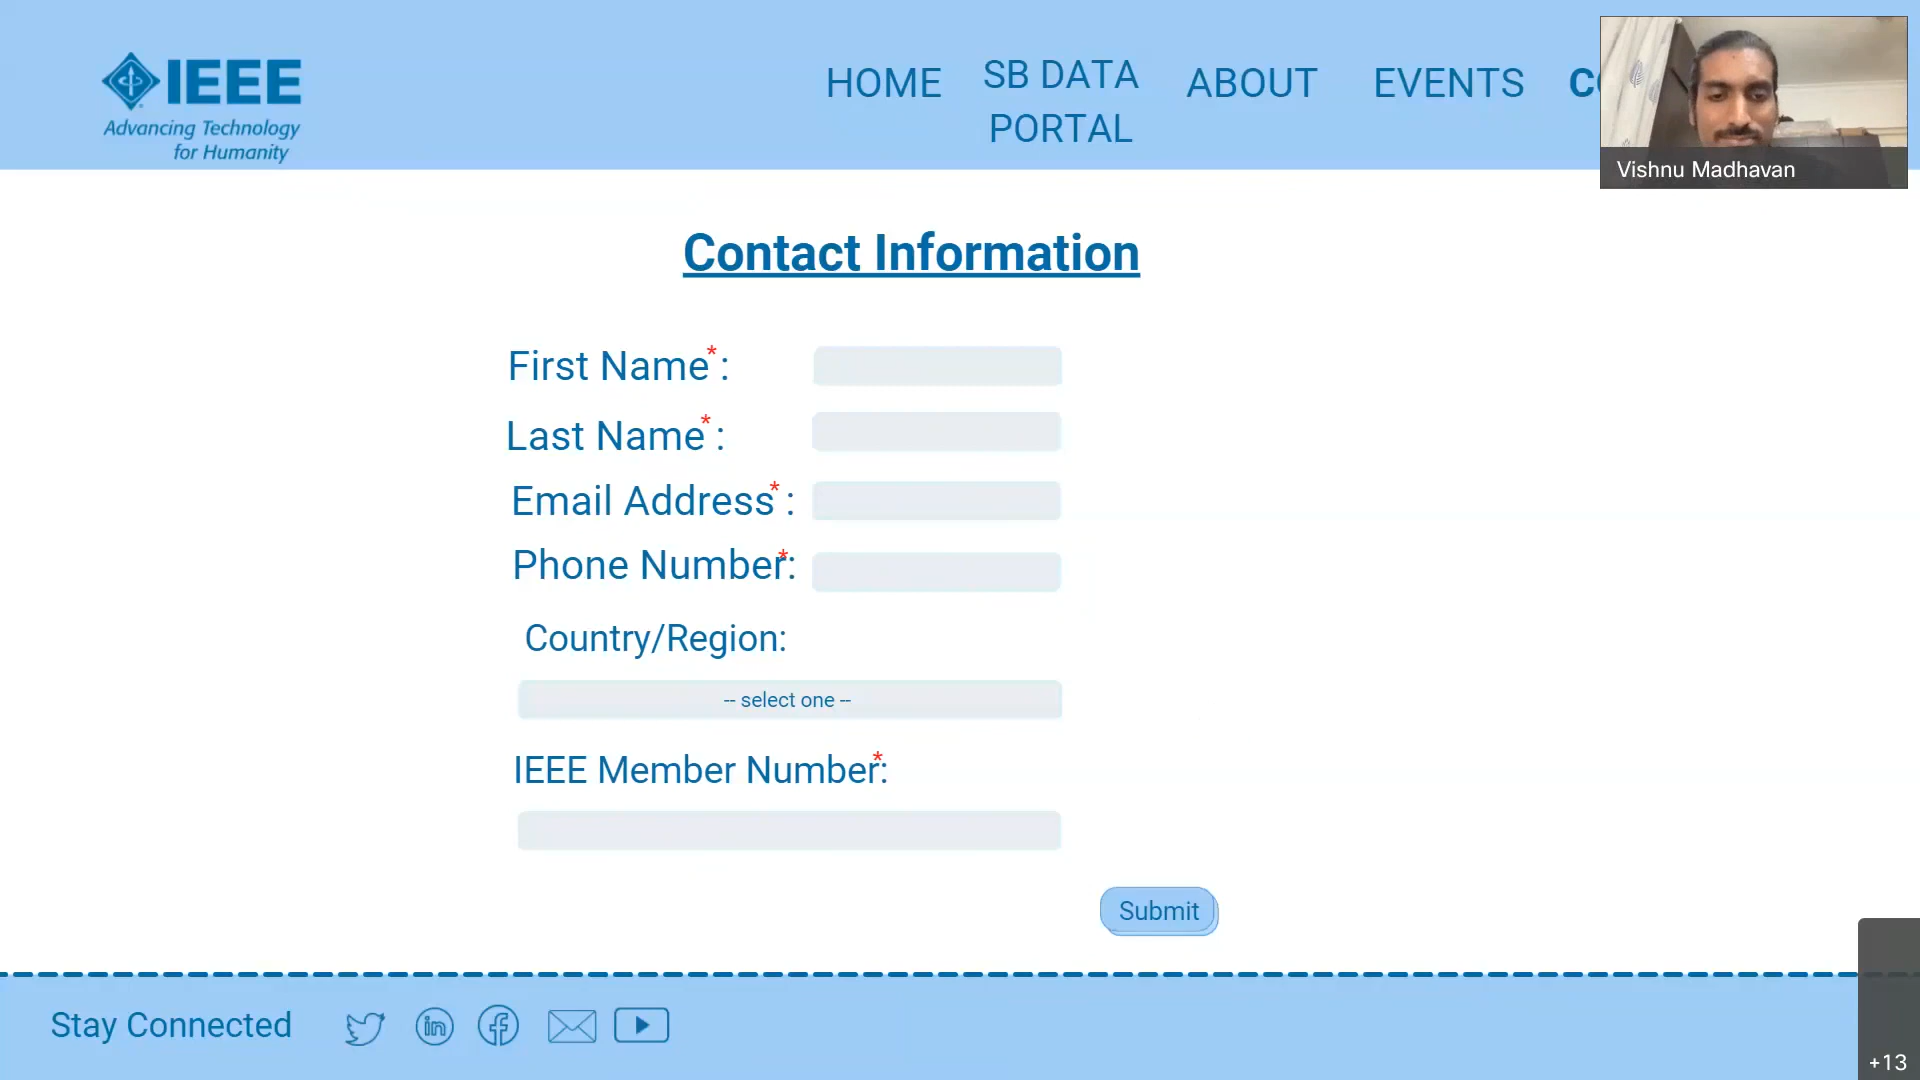 IEEE
Advancing Technology
for Humanity
HOME
SB DATA
PORTAL
ABOUT
EVENTS
Vishnu Madhavan
Contact Information
First Name*:
Last Name*:
Email Address*:
Phone Number*:
Country/Region:
-- select one --
IEEE Member Number*:
Submit
Stay Connected
in
+13